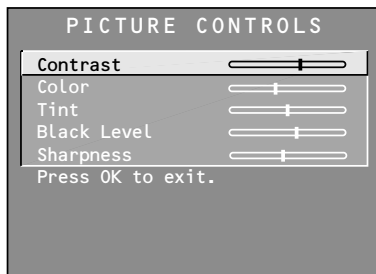 PICTURE CONTROLS
Contrast
Color
Tint
Black Level
Sharpness
Press OK to exit.